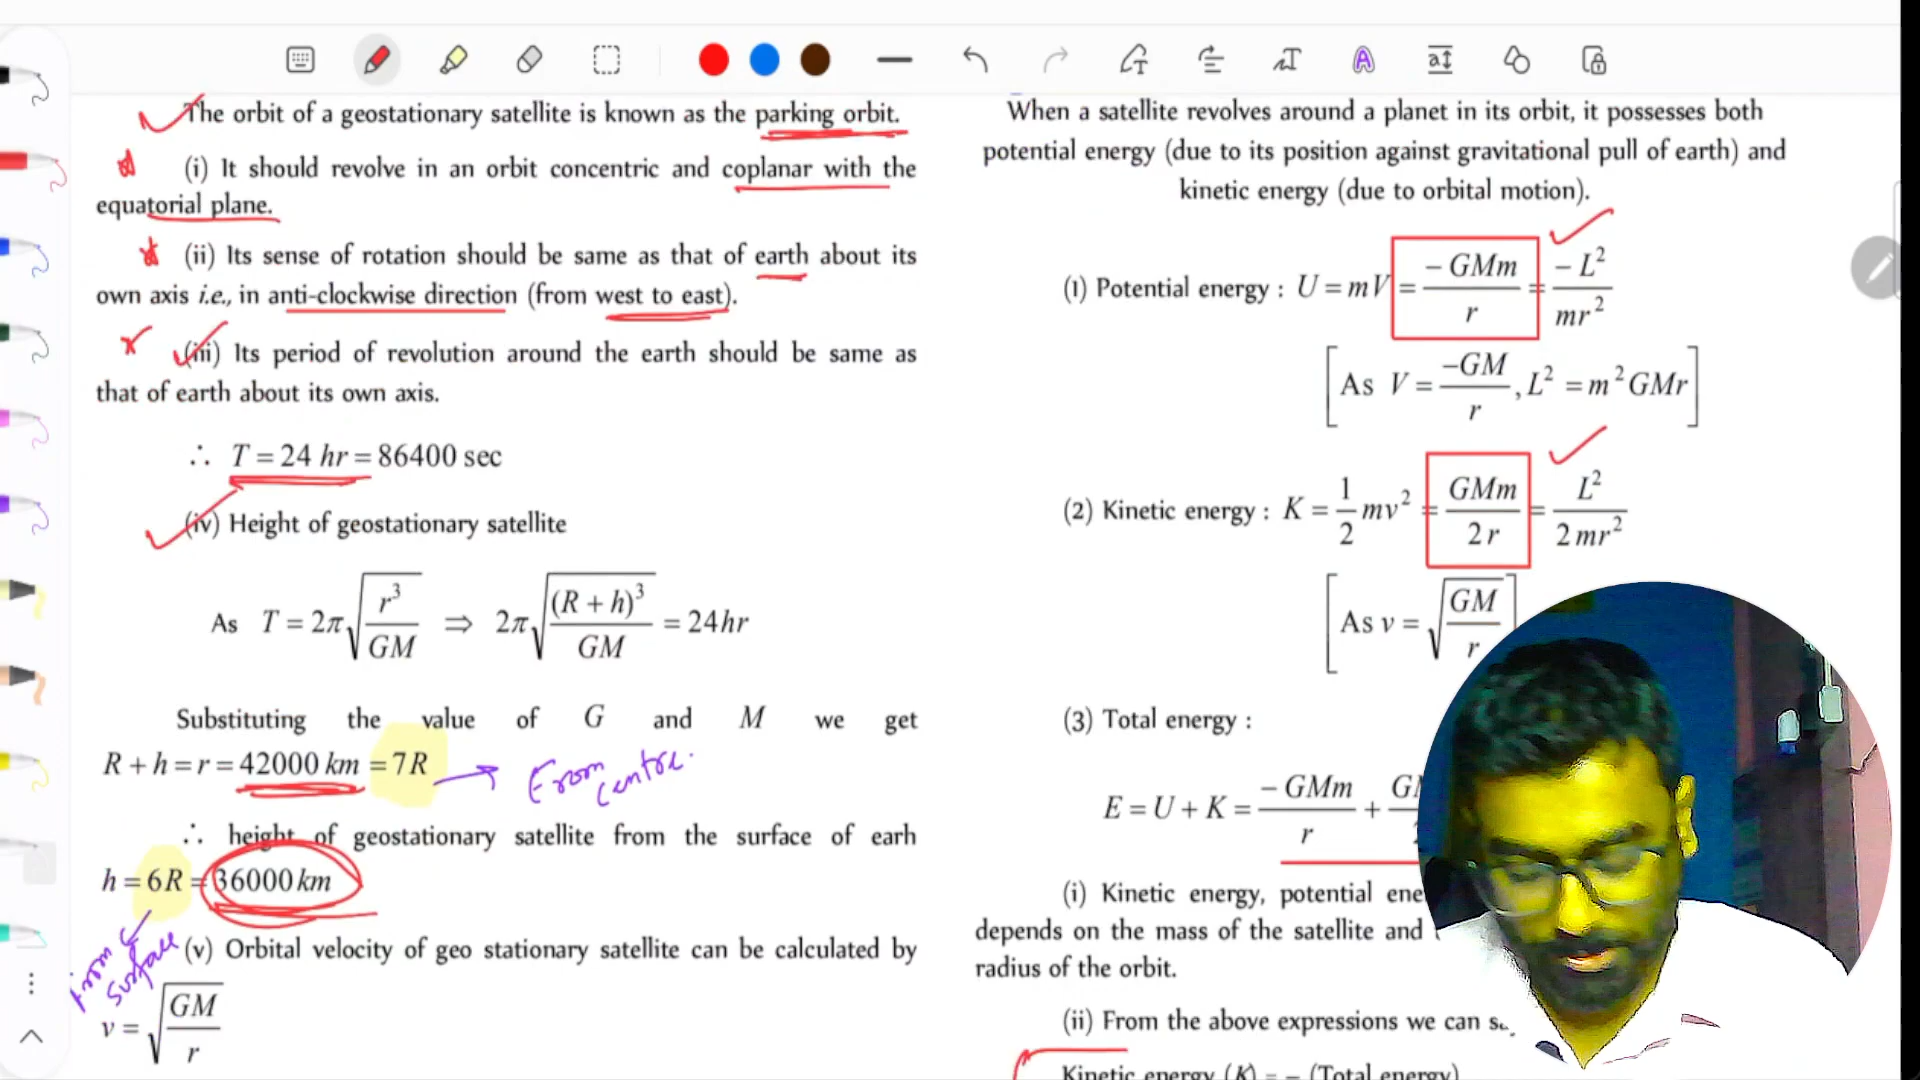 The orbit of a geostationary satellite is known as the parking orbit.
(i) It should revolve in an orbit concentric and coplanar with the
equatorial plane.
(ii) Its sense of rotation should be same as that of earth about its
own axis i.e., in anti-clockwise direction (from west to east).
(iii) Its period of revolution around the earth should be same as
that of earth about its own axis.
∴ T = 24 hr = 86400 sec
(iv) Height of geostationary satellite
As T = 2π√(r³/GM) ⇒ 2π√((R + h)³/GM) = 24hr
Substituting the value of G and M we get
R + h = r = 42000 km = 7R → From centre.
∴ height of geostationary satellite from the surface of earh
h = 6R = 36000 km
From surface
(v) Orbital velocity of geo stationary satellite can be calculated by
v = √(GM/r)
When a satellite revolves around a planet in its orbit, it possesses both
potential energy (due to its position against gravitational pull of earth) and
kinetic energy (due to orbital motion).
(1) Potential energy : U = mV = −GMm/r = −L²/mr²
[As V = −GM/r, L² = m²GMr]
(2) Kinetic energy : K = 1/2 mv² = GMm/2r = L²/2mr²
[As v = √(GM/r)]
(3) Total energy :
E = U + K = −GMm/r +
(i) Kinetic energy, potential
depends on the mass of the satellite and
radius of the orbit.
(ii) From the above expressions we can
Kinetic energy (K) = − (Total energy)